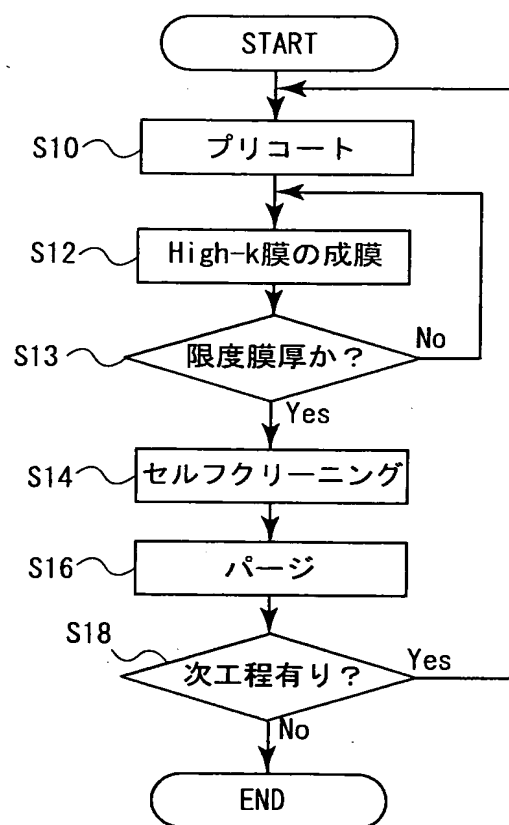 START
S10
プリコート
S12
High-k膜の成膜
S13
限度膜厚か?
No
Yes
S14
セルフクリーニング
S16
パージ
S18
次工程有り?
Yes
No
END